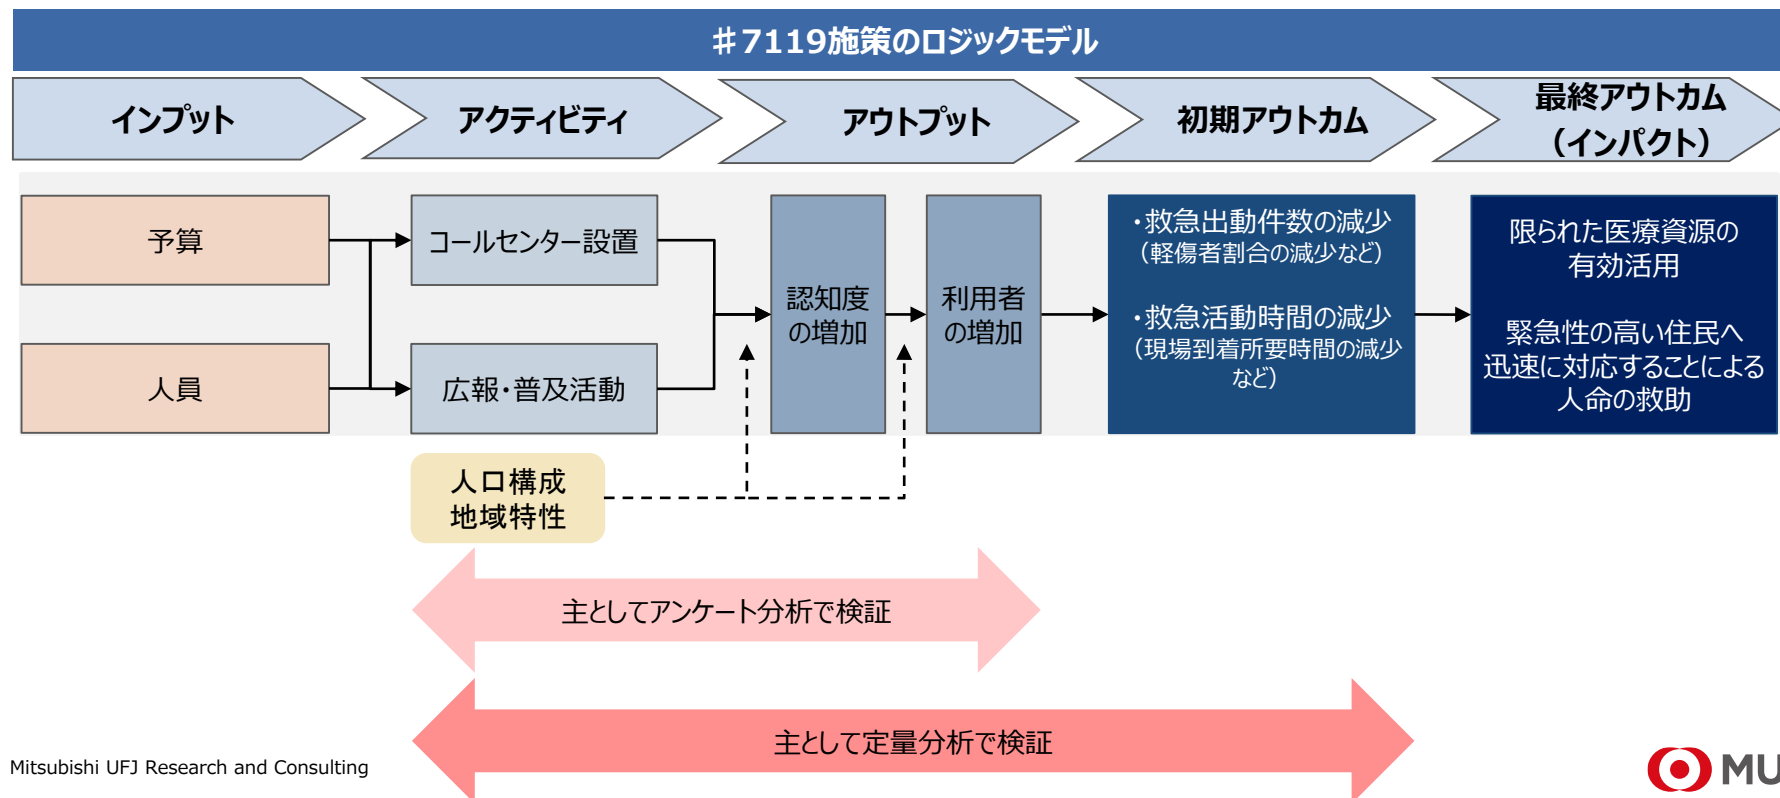 ＃7119施策のロジックモデル
インプット
アクティビティ
アウトプット
初期アウトカム
最終アウトカム
（インパクト）
予算
人員
コールセンター設置
広報・普及活動
認知度
の増加
利用者
の増加
・救急出動件数の減少
（軽傷者割合の減少など）
・救急活動時間の減少
（現場到着所要時間の減少
など）
限られた医療資源の
有効活用
緊急性の高い住民へ
迅速に対応することによる
人命の救助
人口構成
地域特性
主としてアンケート分析で検証
主として定量分析で検証
Mitsubishi UFJ Research and Consulting
MU